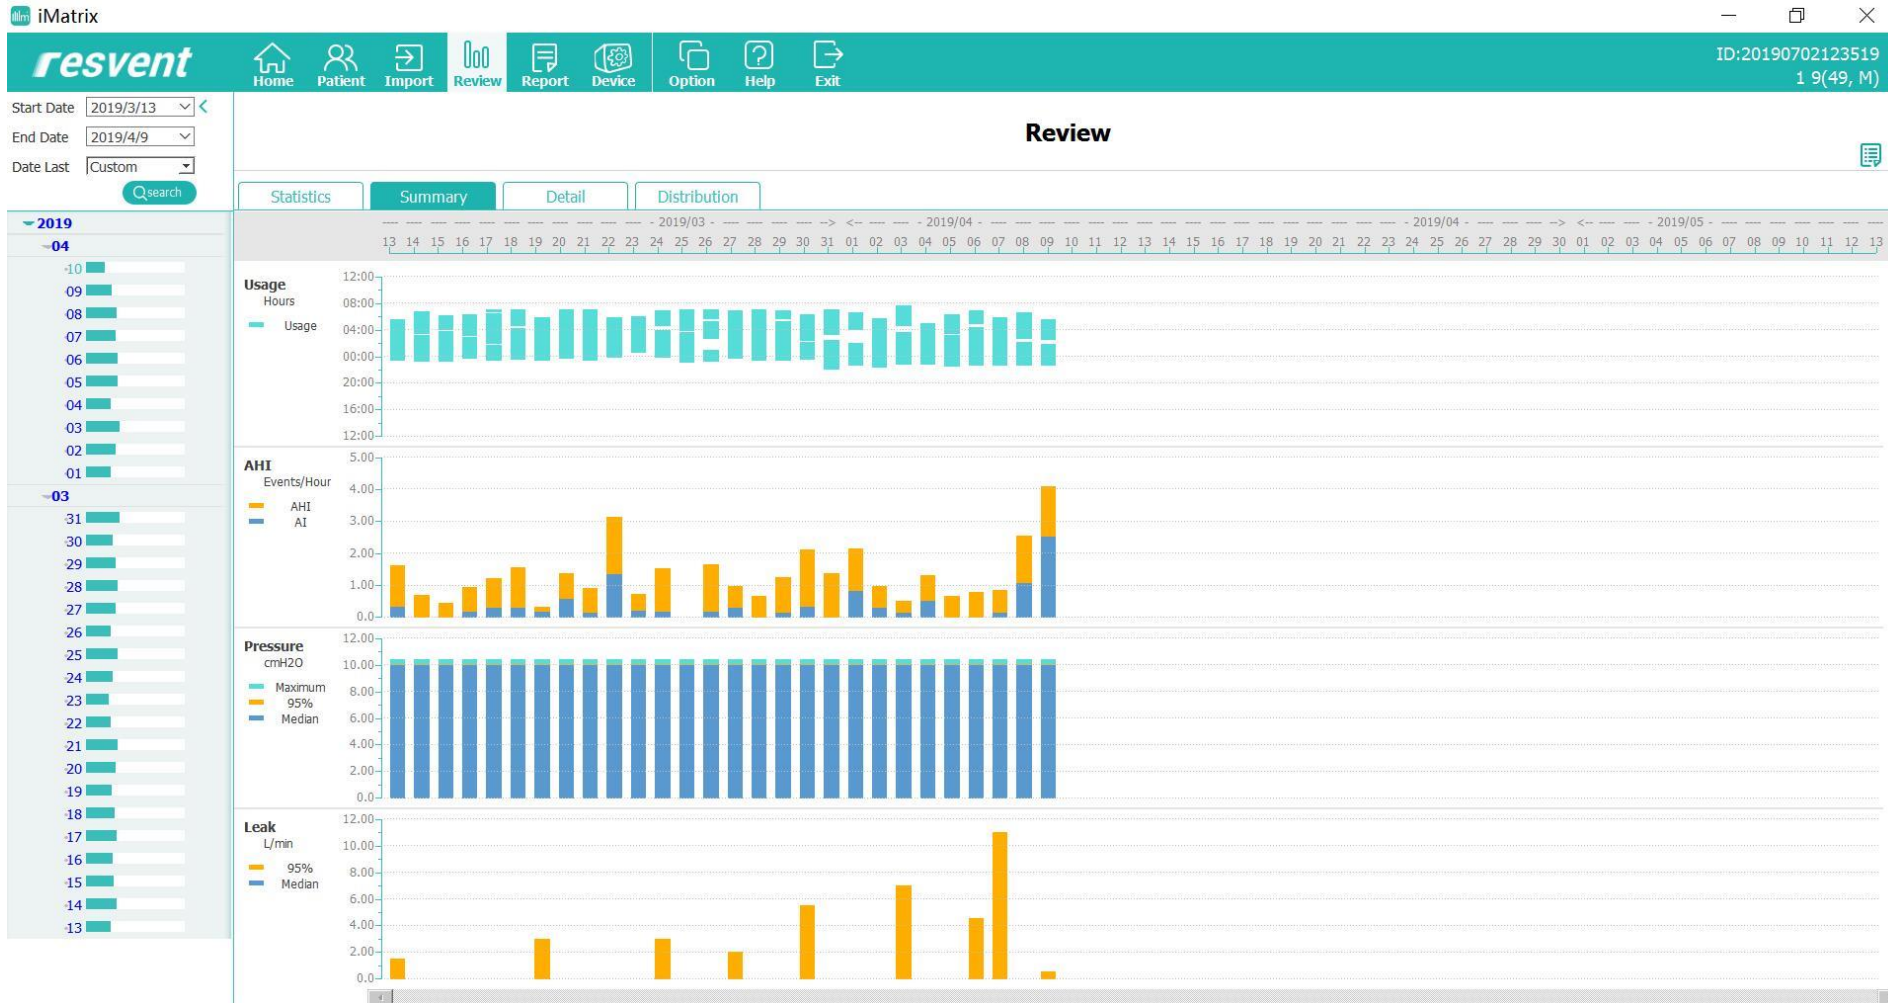 iMatrix
resvent
Home Patient Import Review Report Device Option Help Exit
ID:20190702123519
1 9(49, M)
Start Date 2019/3/13
End Date 2019/4/9
Date Last Custom
search
Review
Statistics Summary Detail Distribution
2019
04
10
09
08
07
06
05
04
03
02
01
03
31
30
29
28
27
26
25
24
23
22
21
20
19
18
17
16
15
14
13
- 2019/03 - --> <-- - 2019/04 - - 2019/04 - --> <-- - 2019/05 -
13 14 15 16 17 18 19 20 21 22 23 24 25 26 27 28 29 30 31 01 02 03 04 05 06 07 08 09 10 11 12 13 14 15 16 17 18 19 20 21 22 23 24 25 26 27 28 29 30 01 02 03 04 05 06 07 08 09 10 11 12 13
Usage
Hours
Usage
12:00
08:00
04:00
00:00
20:00
16:00
12:00
AHI
Events/Hour
AHI
AI
5.00
4.00
3.00
2.00
1.00
0.0
Pressure
cmH2O
Maximum
95%
Median
12.00
10.00
8.00
6.00
4.00
2.00
0.0
Leak
L/min
95%
Median
12.00
10.00
8.00
6.00
4.00
2.00
0.0